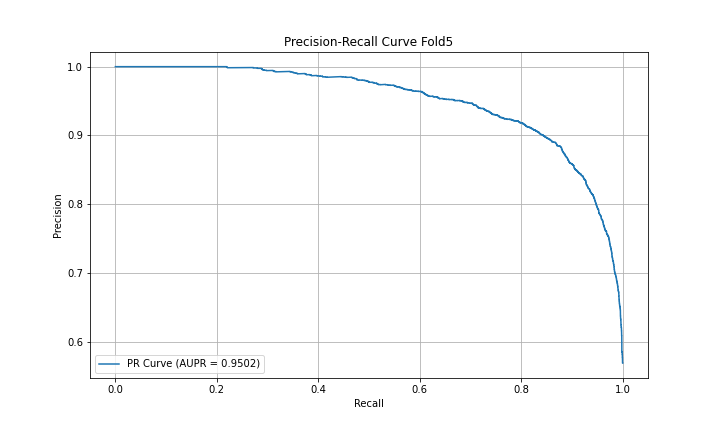 Precision-Recall Curve Fold5
1.0
0.9
0.8
0.7
0.6
Precision
PR Curve (AUPR = 0.9502)
0.0 0.2 0.4 0.6 0.8 1.0
Recall